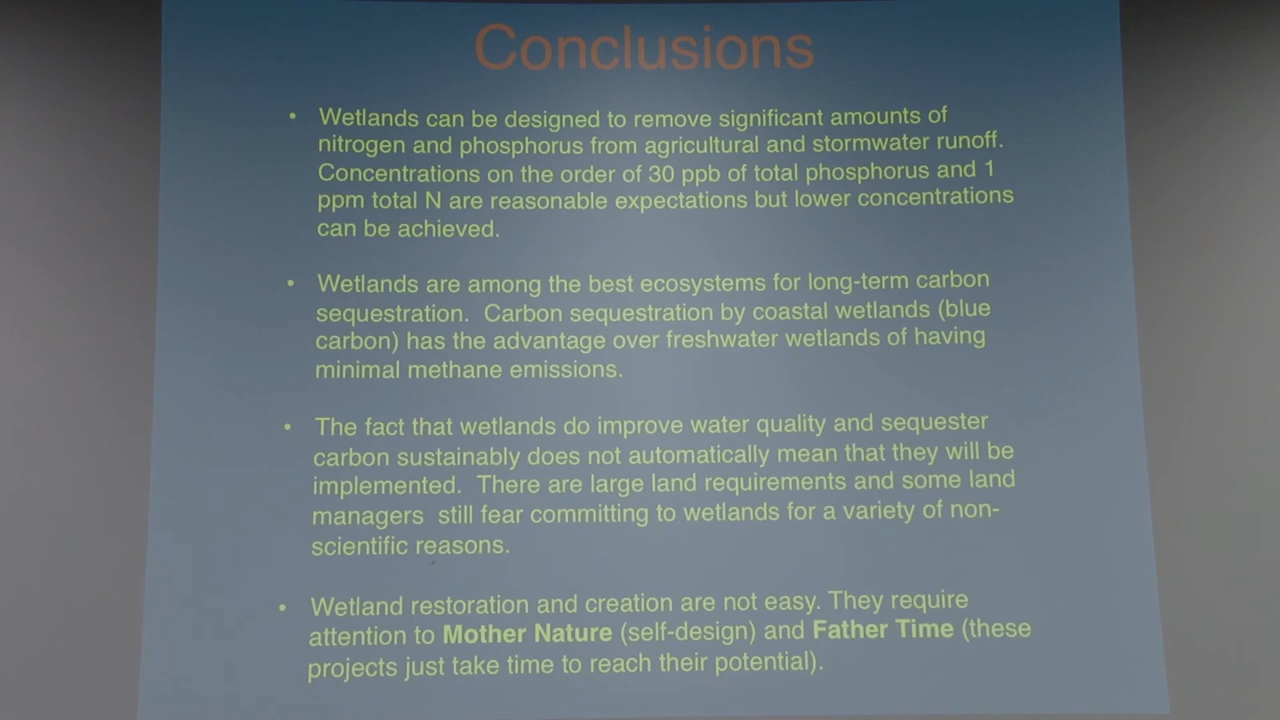 Conclusions
• Wetlands can be designed to remove significant amounts of
nitrogen and phosphorus from agricultural and stormwater runoff.
Concentrations on the order of 30 ppb of total phosphorus and 1
ppm total N are reasonable expectations but lower concentrations
can be achieved.
• Wetlands are among the best ecosystems for long-term carbon
sequestration.  Carbon sequestration by coastal wetlands (blue
carbon) has the advantage over freshwater wetlands of having
minimal methane emissions.
• The fact that wetlands do improve water quality and sequester
carbon sustainably does not automatically mean that they will be
implemented.  There are large land requirements and some land
managers  still fear committing to wetlands for a variety of non-
scientific reasons.
• Wetland restoration and creation are not easy. They require
attention to Mother Nature (self-design) and Father Time (these
projects just take time to reach their potential).